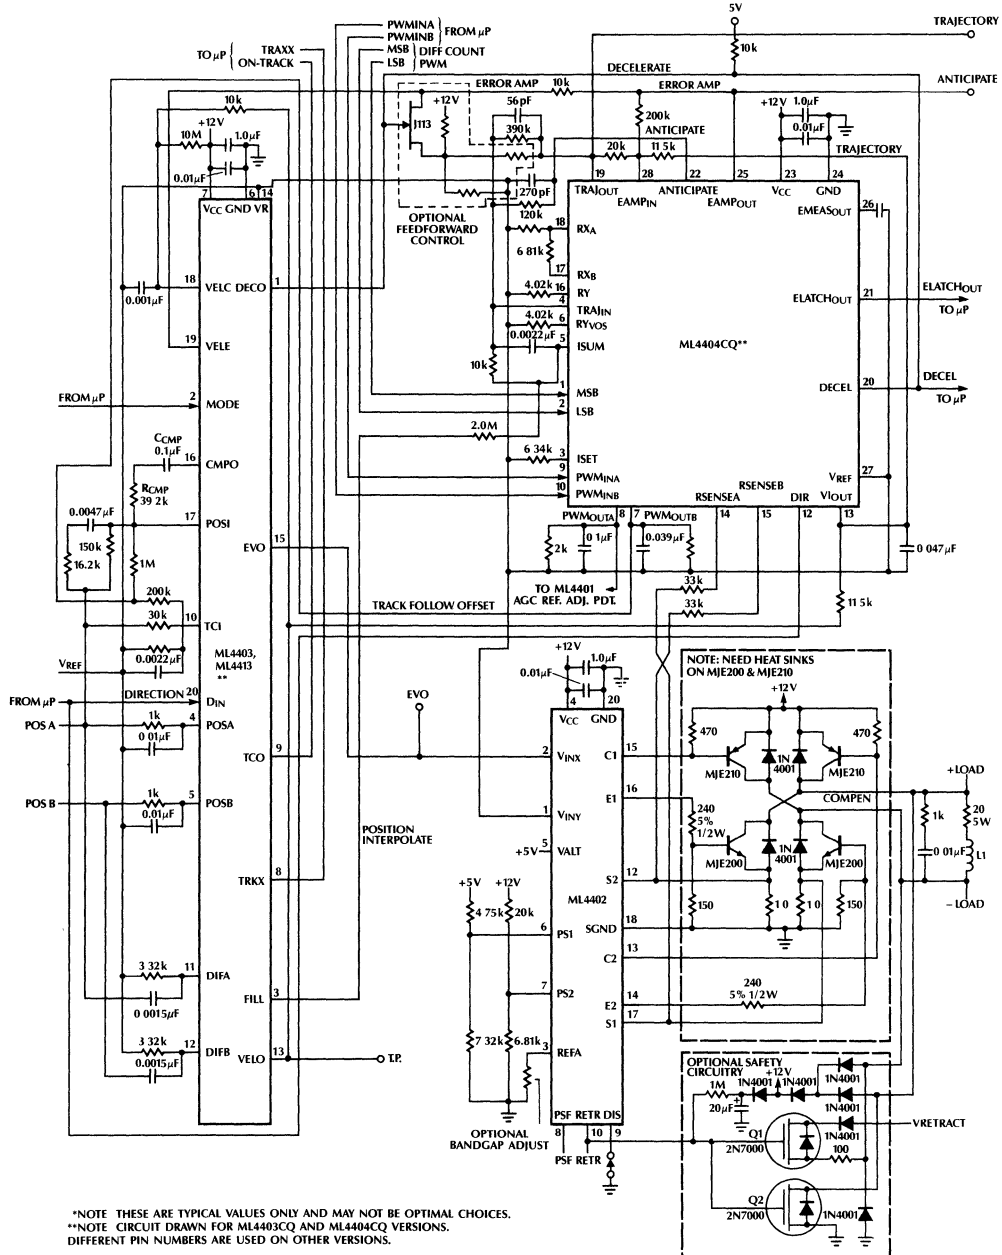 5V
TRAJECTORY
PWMINA
PWMINB
FROM µP
TO µP
TRAXX
ON-TRACK
MSB
LSB
DIFF COUNT
PWM
10k
DECELERATE
ANTICIPATE
ERROR AMP
10k
ERROR AMP
10k
+12V
56pF
200k
+12V
1.0µF
0.01µF
10M
+12V
1.0µF
0.01µF
J113
390k
ANTICIPATE
20k
11 5k
TRAJECTORY
7
6
14
VCC GND VR
OPTIONAL
FEEDFORWARD
CONTROL
270pF
120k
19
28
22
25
23
24
TRAJOUT
EAMPIN
ANTICIPATE
EAMPOUT
VCC
GND
EMEASOUT
26
18
RXA
6 81k
17
RXB
0.001µF
18
VELC DECO
1
4.02k
16
RY
4
TRAJIN
4.02k
6
RYVOS
0.0022µF
5
ISUM
ELATCHOUT
21
ELATCHOUT
TO µP
ML4404CQ**
19
VELE
10k
1
MSB
2
LSB
DECEL
20
DECEL
TO µP
FROM µP
2
MODE
2.0M
CCMP
0.1µF
16
CMPO
RCMP
39 2k
6 34k
3
ISET
9
PWMINA
10
PWMINB
VREF
27
RSENSEB
RSENSEA
DIR
VIOUT
0.0047µF
17
POSI
150k
16.2k
1M
EVO
15
PWMOUTA
8
7
PWMOUTB
14
15
12
13
2k
0 1µF
0.039µF
0 047µF
TO ML4401
AGC REF. ADJ. PDT.
33k
33k
11 5k
200k
30k
10
TCI
TRACK FOLLOW OFFSET
0.0022µF
VREF
ML4403,
ML4413
**
FROM µP
DIRECTION
20
DIN
+12V
1.0µF
0.01µF
4
20
VCC
GND
NOTE: NEED HEAT SINKS
ON MJE200 & MJE210
+12V
EVO
POS A
1k
0 01µF
4
POSA
TCO
9
2
VINX
C1
15
470
470
MJE210
1N
4001
MJE210
+LOAD
POS B
1k
0.01µF
5
POSB
POSITION
INTERPOLATE
1
VINY
E1
16
240
5%
1/2W
COMPEN
1k
20
5W
5
+5V
VALT
MJE200
1N
4001
MJE200
0 01µF
L1
TRKX
8
+5V
+12V
ML4402
S2
12
150
1 0
1 0
150
–LOAD
4 75k
20k
6
PS1
SGND
18
C2
13
3 32k
11
DIFA
0 0015µF
FILL
3
7
PS2
E2
14
240
5% 1/2W
S1
17
3 32k
12
DIFB
0.0015µF
VELO
13
T.P.
7 32k
6.81k
3
REFA
OPTIONAL SAFETY
CIRCUITRY
+12V
1M
1N4001
1N4001
1N4001
20µF
+
1N4001
OPTIONAL
BANDGAP ADJUST
PSF RETR DIS
8
10
9
PSF RETR
VRETRACT
Q1
2N7000
1N4001
100
Q2
2N7000
1N4001
*NOTE THESE ARE TYPICAL VALUES ONLY AND MAY NOT BE OPTIMAL CHOICES.
**NOTE CIRCUIT DRAWN FOR ML4403CQ AND ML4404CQ VERSIONS.
DIFFERENT PIN NUMBERS ARE USED ON OTHER VERSIONS.